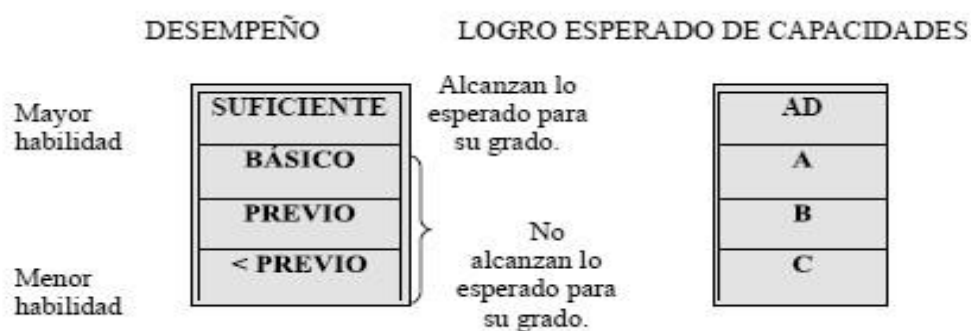 DESEMPEÑO
LOGRO ESPERADO DE CAPACIDADES
Mayor
habilidad
SUFICIENTE
Alcanzan lo
esperado para
su grado.
AD
BÁSICO
A
PREVIO
B
No
alcanzan lo
esperado para
su grado.
Menor
habilidad
< PREVIO
C